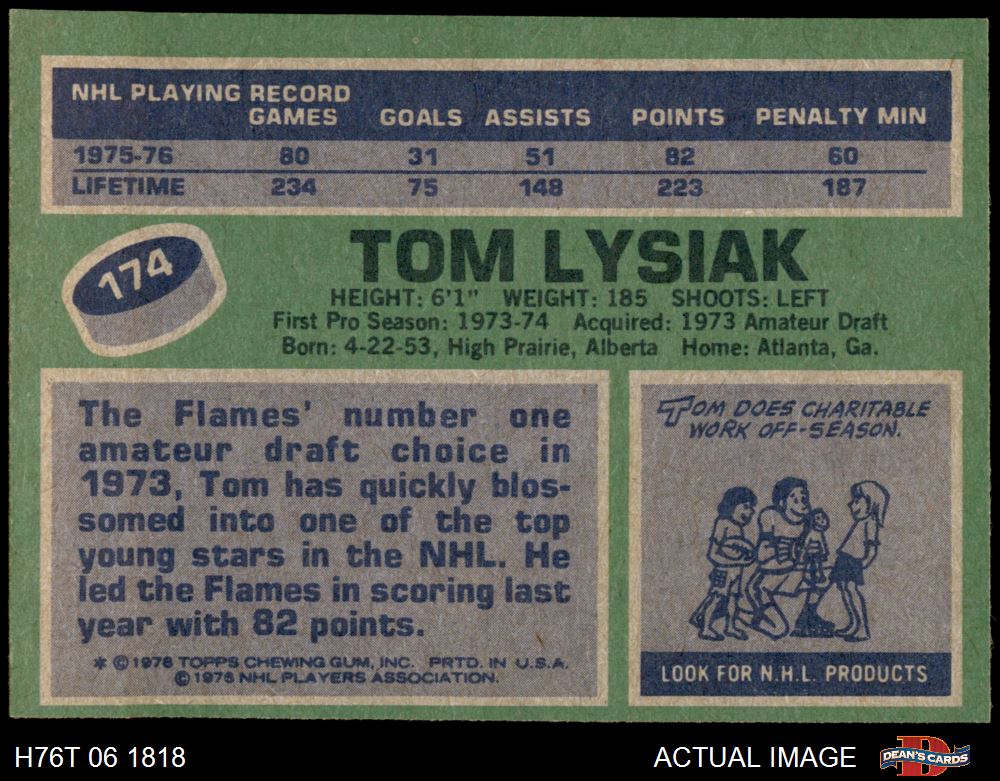 NHL PLAYING RECORD
GAMES GOALS ASSISTS POINTS PENALTY MIN
1975-76 80 31 51 82 60
LIFETIME 234 75 148 223 187
174
TOM LYSIAK
HEIGHT: 6'1" WEIGHT: 185 SHOOTS: LEFT
First Pro Season: 1973-74 Acquired: 1973 Amateur Draft
Born: 4-22-53, High Prairie, Alberta Home: Atlanta, Ga.
The Flames' number one
amateur draft choice in
1973, Tom has quickly blos-
somed into one of the top
young stars in the NHL. He
led the Flames in scoring last
year with 82 points.
* © 1976 TOPPS CHEWING GUM, INC. PRTD. IN U.S.A.
© 1976 NHL PLAYERS ASSOCIATION.
TOM DOES CHARITABLE
WORK OFF-SEASON.
LOOK FOR N.H.L. PRODUCTS
H76T 06 1818
ACTUAL IMAGE
DEAN'S CARDS